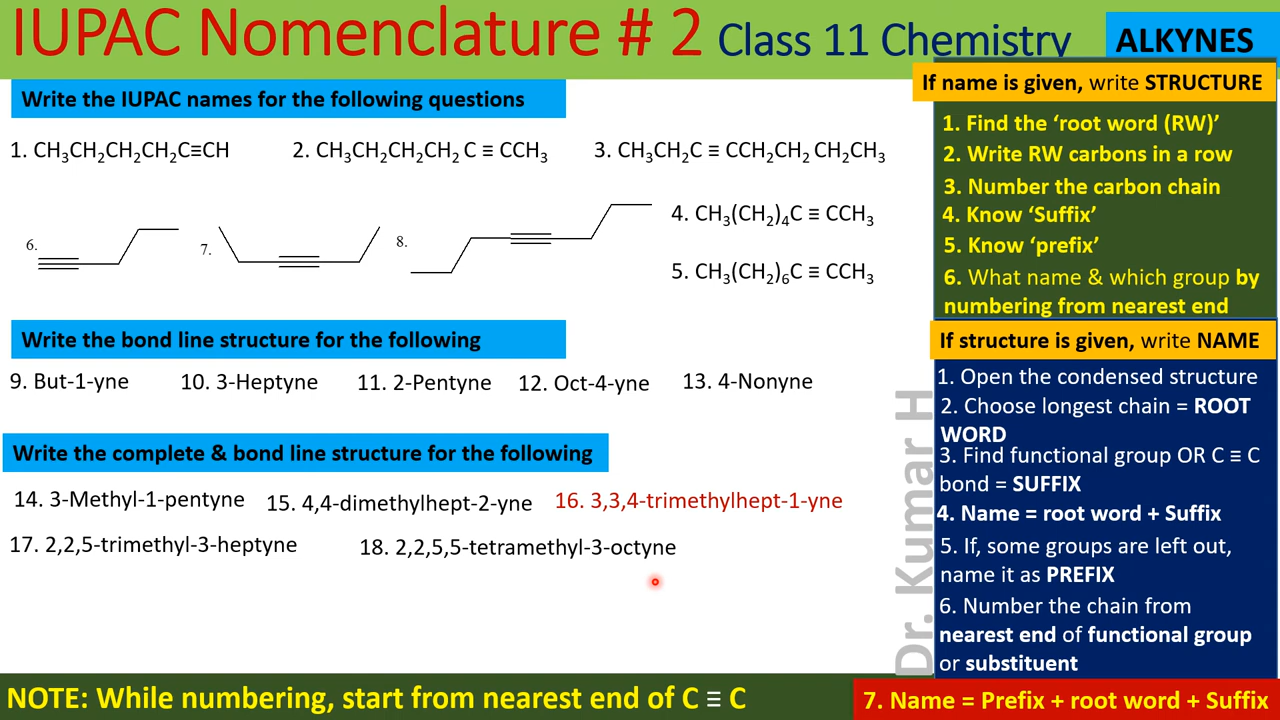 IUPAC Nomenclature # 2 Class 11 Chemistry
ALKYNES
Write the IUPAC names for the following questions
1. CH₃CH₂CH₂CH₂C≡CH
2. CH₃CH₂CH₂CH₂ C ≡ CCH₃
3. CH₃CH₂C ≡ CCH₂CH₂ CH₂CH₃
4. CH₃(CH₂)₄C ≡ CCH₃
5. CH₃(CH₂)₆C ≡ CCH₃
6.
7.
8.
Write the bond line structure for the following
9. But-1-yne
10. 3-Heptyne
11. 2-Pentyne
12. Oct-4-yne
13. 4-Nonyne
Write the complete & bond line structure for the following
14. 3-Methyl-1-pentyne
15. 4,4-dimethylhept-2-yne
16. 3,3,4-trimethylhept-1-yne
17. 2,2,5-trimethyl-3-heptyne
18. 2,2,5,5-tetramethyl-3-octyne
Dr. Kumar H
If name is given, write STRUCTURE
1. Find the ‘root word (RW)’
2. Write RW carbons in a row
3. Number the carbon chain
4. Know ‘Suffix’
5. Know ‘prefix’
6. What name & which group by
numbering from nearest end
If structure is given, write NAME
1. Open the condensed structure
2. Choose longest chain = ROOT
WORD
3. Find functional group OR C ≡ C
bond = SUFFIX
4. Name = root word + Suffix
5. If, some groups are left out,
name it as PREFIX
6. Number the chain from
nearest end of functional group
or substituent
NOTE: While numbering, start from nearest end of C ≡ C
7. Name = Prefix + root word + Suffix